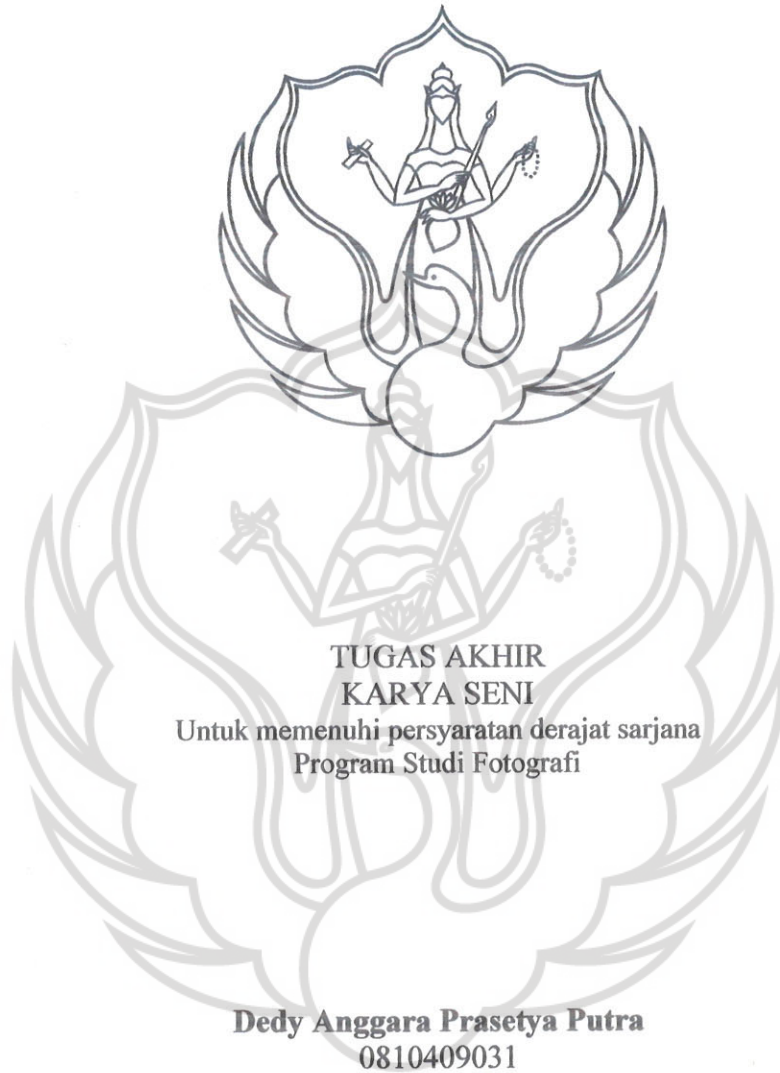 TUGAS AKHIR
KARYA SENI
Untuk memenuhi persyaratan derajat sarjana
Program Studi Fotografi
Dedy Anggara Prasetya Putra
0810409031